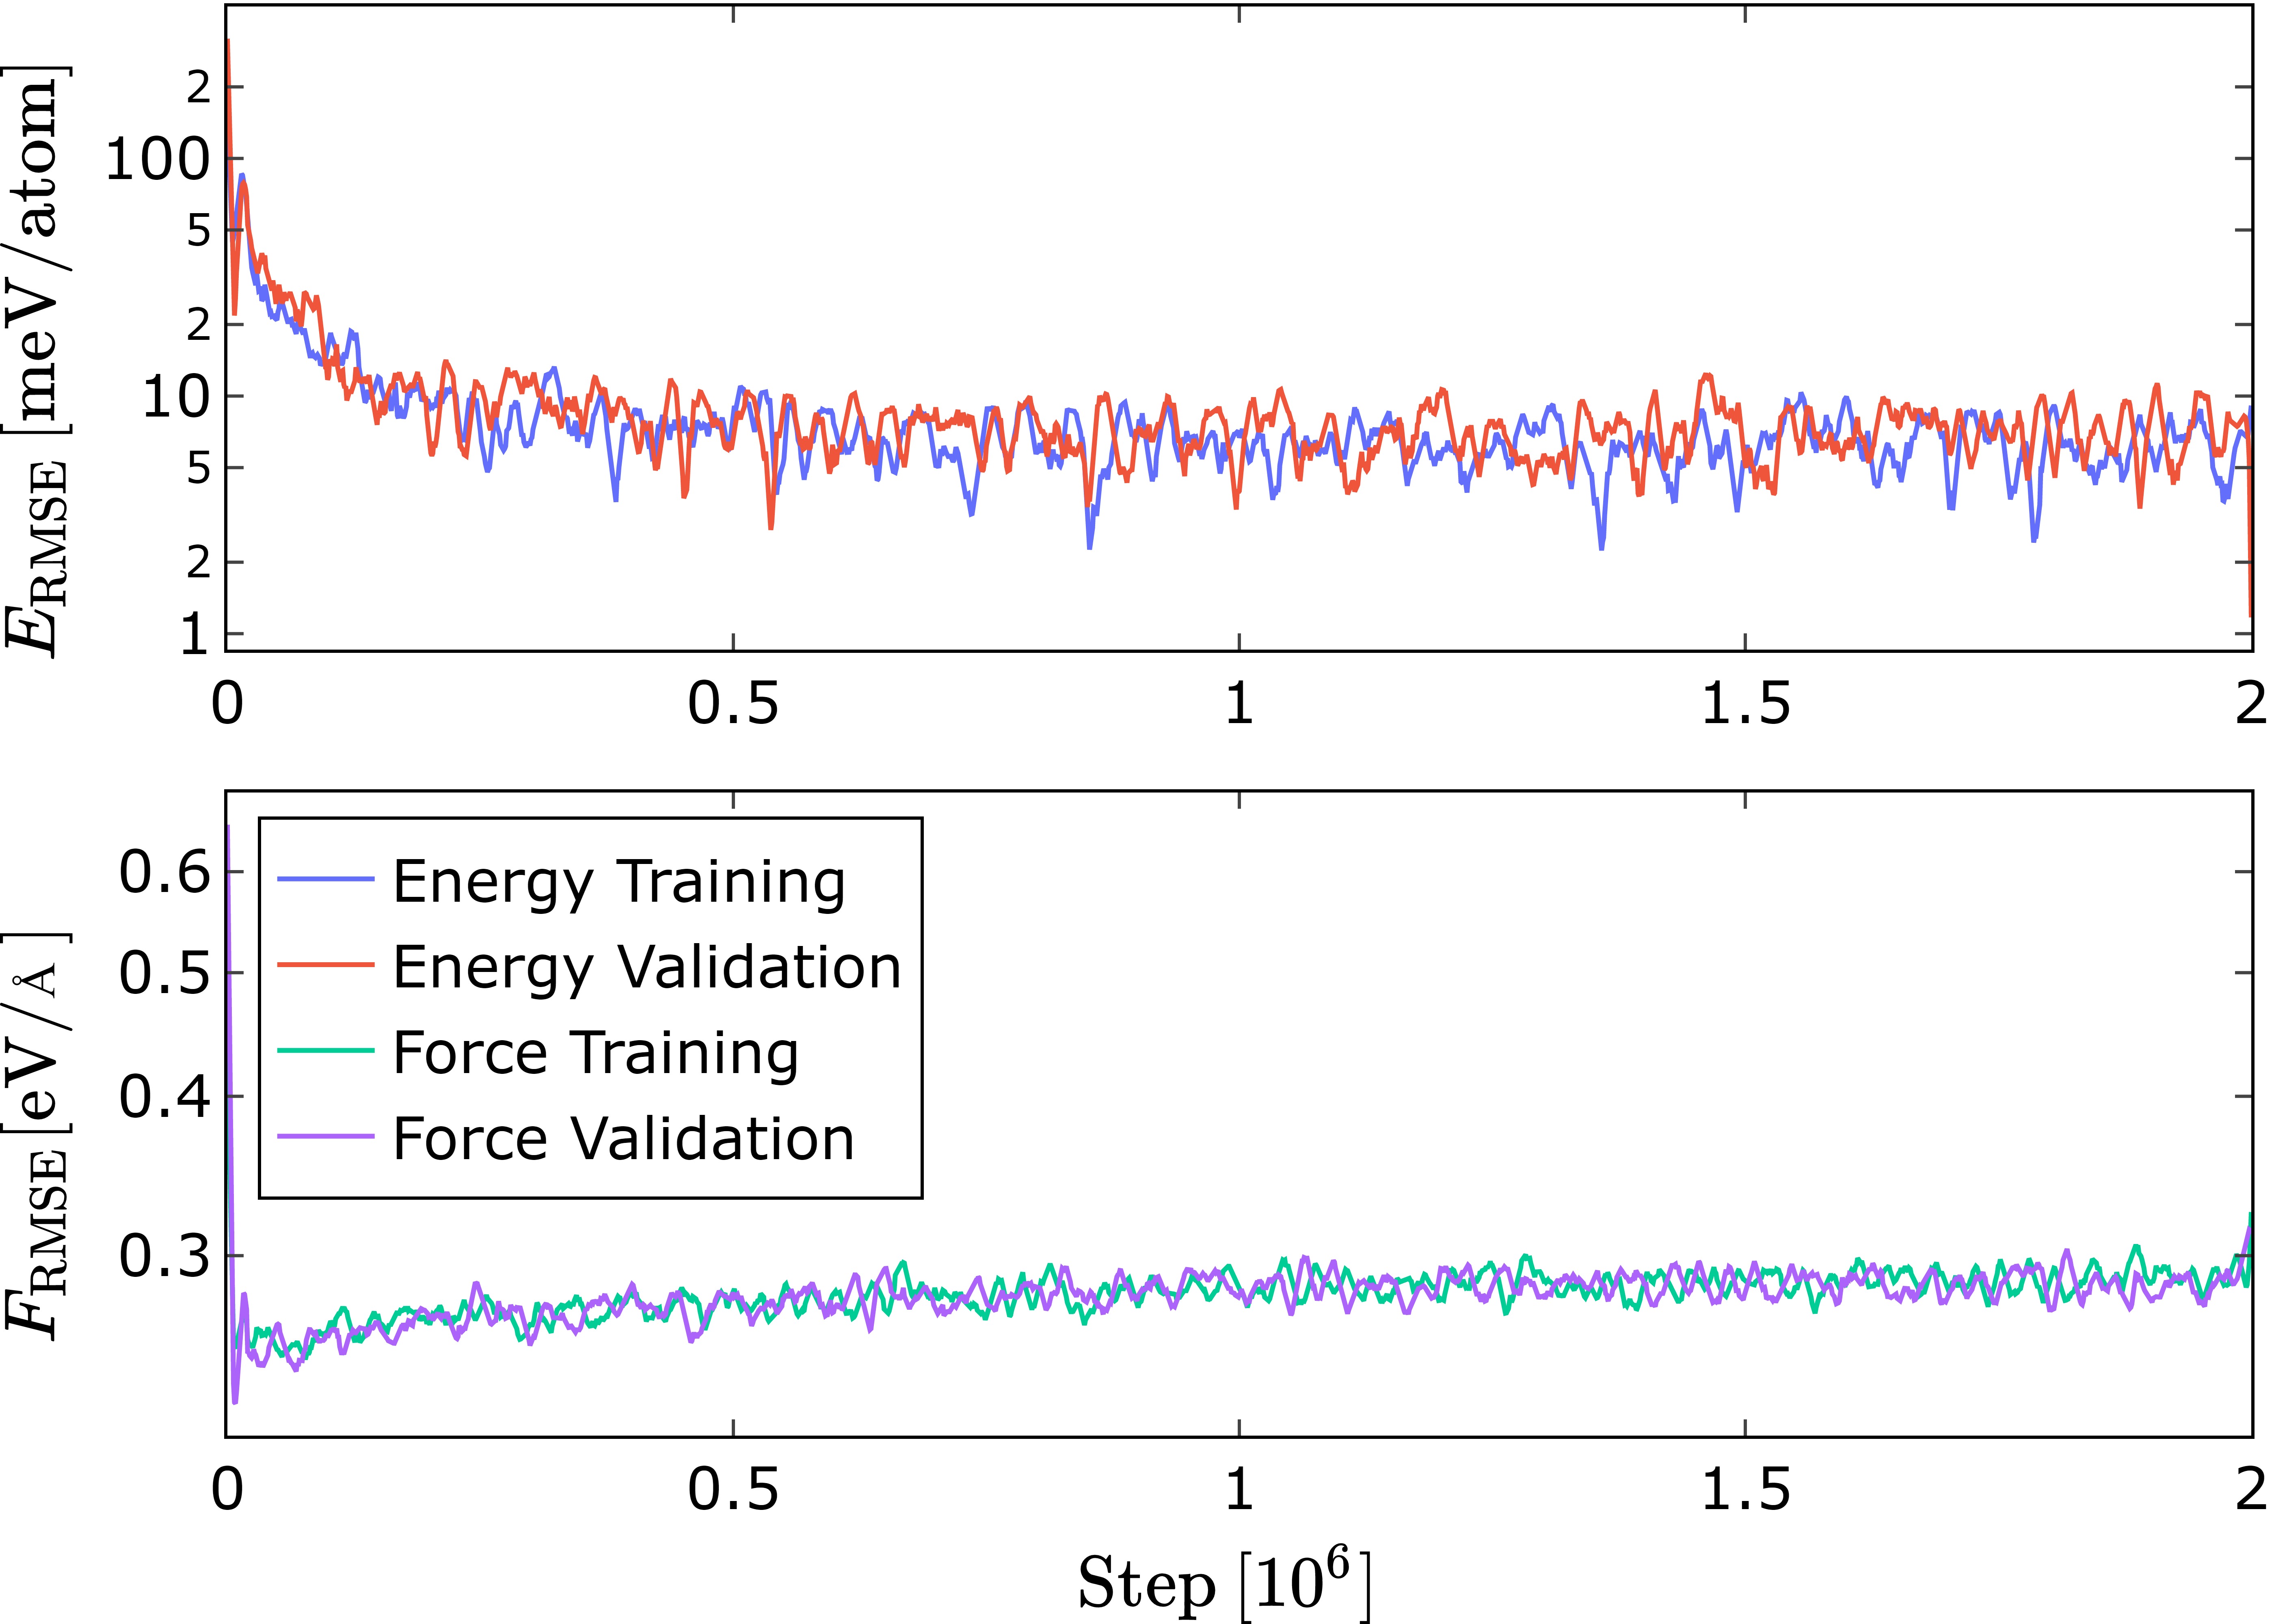 E_RMSE [meV/atom]
2
100
5
2
10
5
2
1
0 0.5 1 1.5 2
F_RMSE [eV/Å]
0.6
0.5
0.4
0.3
Energy Training
Energy Validation
Force Training
Force Validation
0 0.5 1 1.5 2
Step [10⁶]